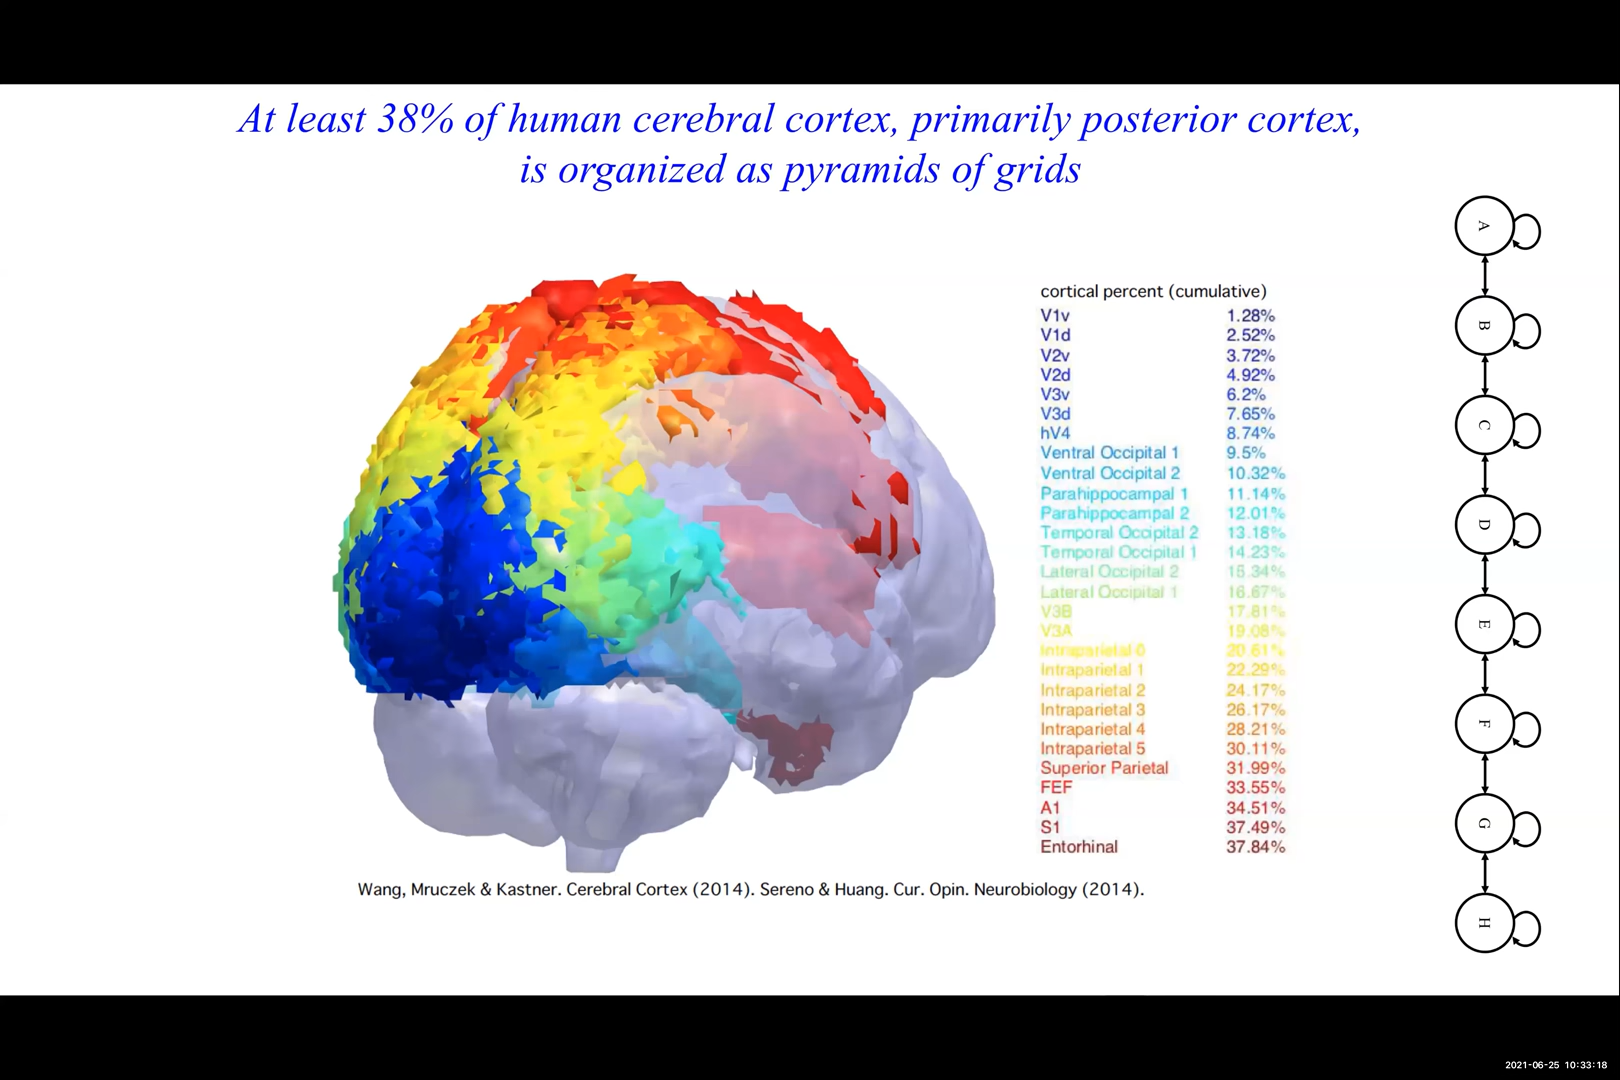 At least 38% of human cerebral cortex, primarily posterior cortex,
is organized as pyramids of grids
cortical percent (cumulative)
V1v 1.28%
V1d 2.52%
V2v 3.72%
V2d 4.92%
V3v 6.2%
V3d 7.65%
hV4 8.74%
Ventral Occipital 1 9.5%
Ventral Occipital 2 10.32%
Parahippocampal 1 11.14%
Parahippocampal 2 12.01%
Temporal Occipital 2 13.18%
Temporal Occipital 1 14.23%
Lateral Occipital 2 15.34%
Lateral Occipital 1 16.67%
V3B 17.81%
V3A 19.08%
Intraparietal 0 20.61%
Intraparietal 1 22.29%
Intraparietal 2 24.17%
Intraparietal 3 26.17%
Intraparietal 4 28.21%
Intraparietal 5 30.11%
Superior Parietal 31.99%
FEF 33.55%
A1 34.51%
S1 37.49%
Entorhinal 37.84%
Wang, Mruczek & Kastner. Cerebral Cortex (2014). Sereno & Huang. Cur. Opin. Neurobiology (2014).
A
B
C
D
E
F
G
H
2021-06-25 10:33:18